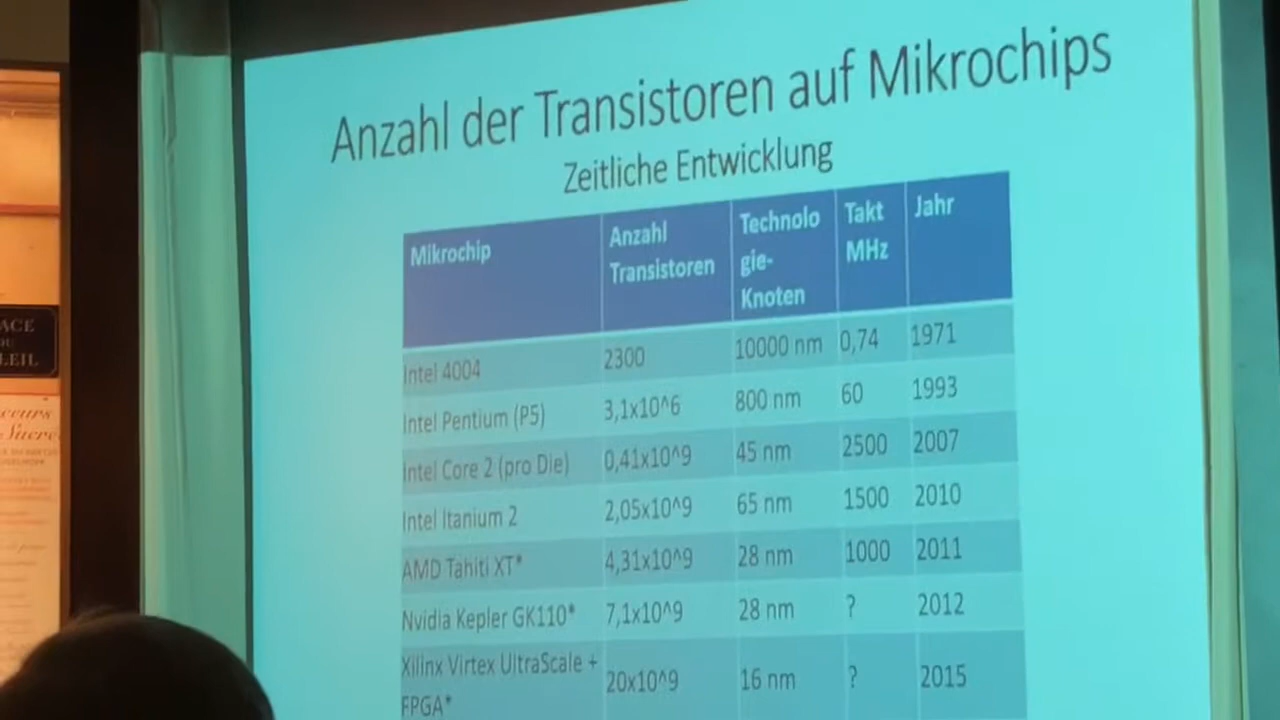 Anzahl der Transistoren auf Mikrochips
Zeitliche Entwicklung
Mikrochip Anzahl Transistoren Technolo gie- Knoten Takt MHz Jahr
Intel 4004 2300 10000 nm 0,74 1971
Intel Pentium (P5) 3,1x10^6 800 nm 60 1993
Intel Core 2 (pro Die) 0,41x10^9 45 nm 2500 2007
Intel Itanium 2 2,05x10^9 65 nm 1500 2010
AMD Tahiti XT* 4,31x10^9 28 nm 1000 2011
Nvidia Kepler GK110* 7,1x10^9 28 nm ? 2012
Xilinx Virtex UltraScale + FPGA* 20x10^9 16 nm ? 2015
ACE
DU
LEIL